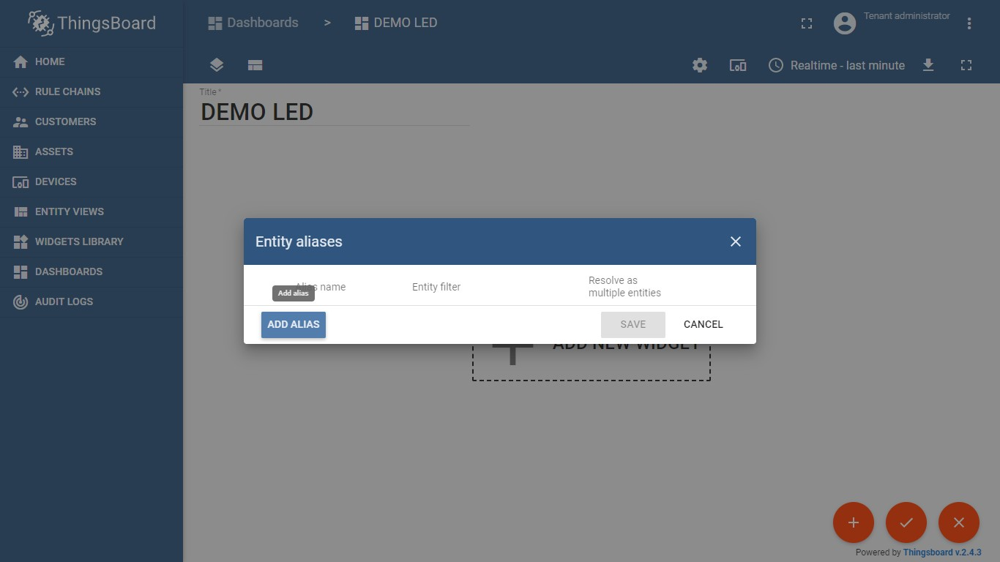 ThingsBoard
Dashboards > DEMO LED
Tenant administrator
HOME
RULE CHAINS
CUSTOMERS
ASSETS
DEVICES
ENTITY VIEWS
WIDGETS LIBRARY
DASHBOARDS
AUDIT LOGS
Realtime - last minute
Title *
DEMO LED
Entity aliases
Alias name
Entity filter
Resolve as
multiple entities
Add alias
ADD ALIAS
SAVE
CANCEL
ADD NEW WIDGET
Powered by Thingsboard v.2.4.3